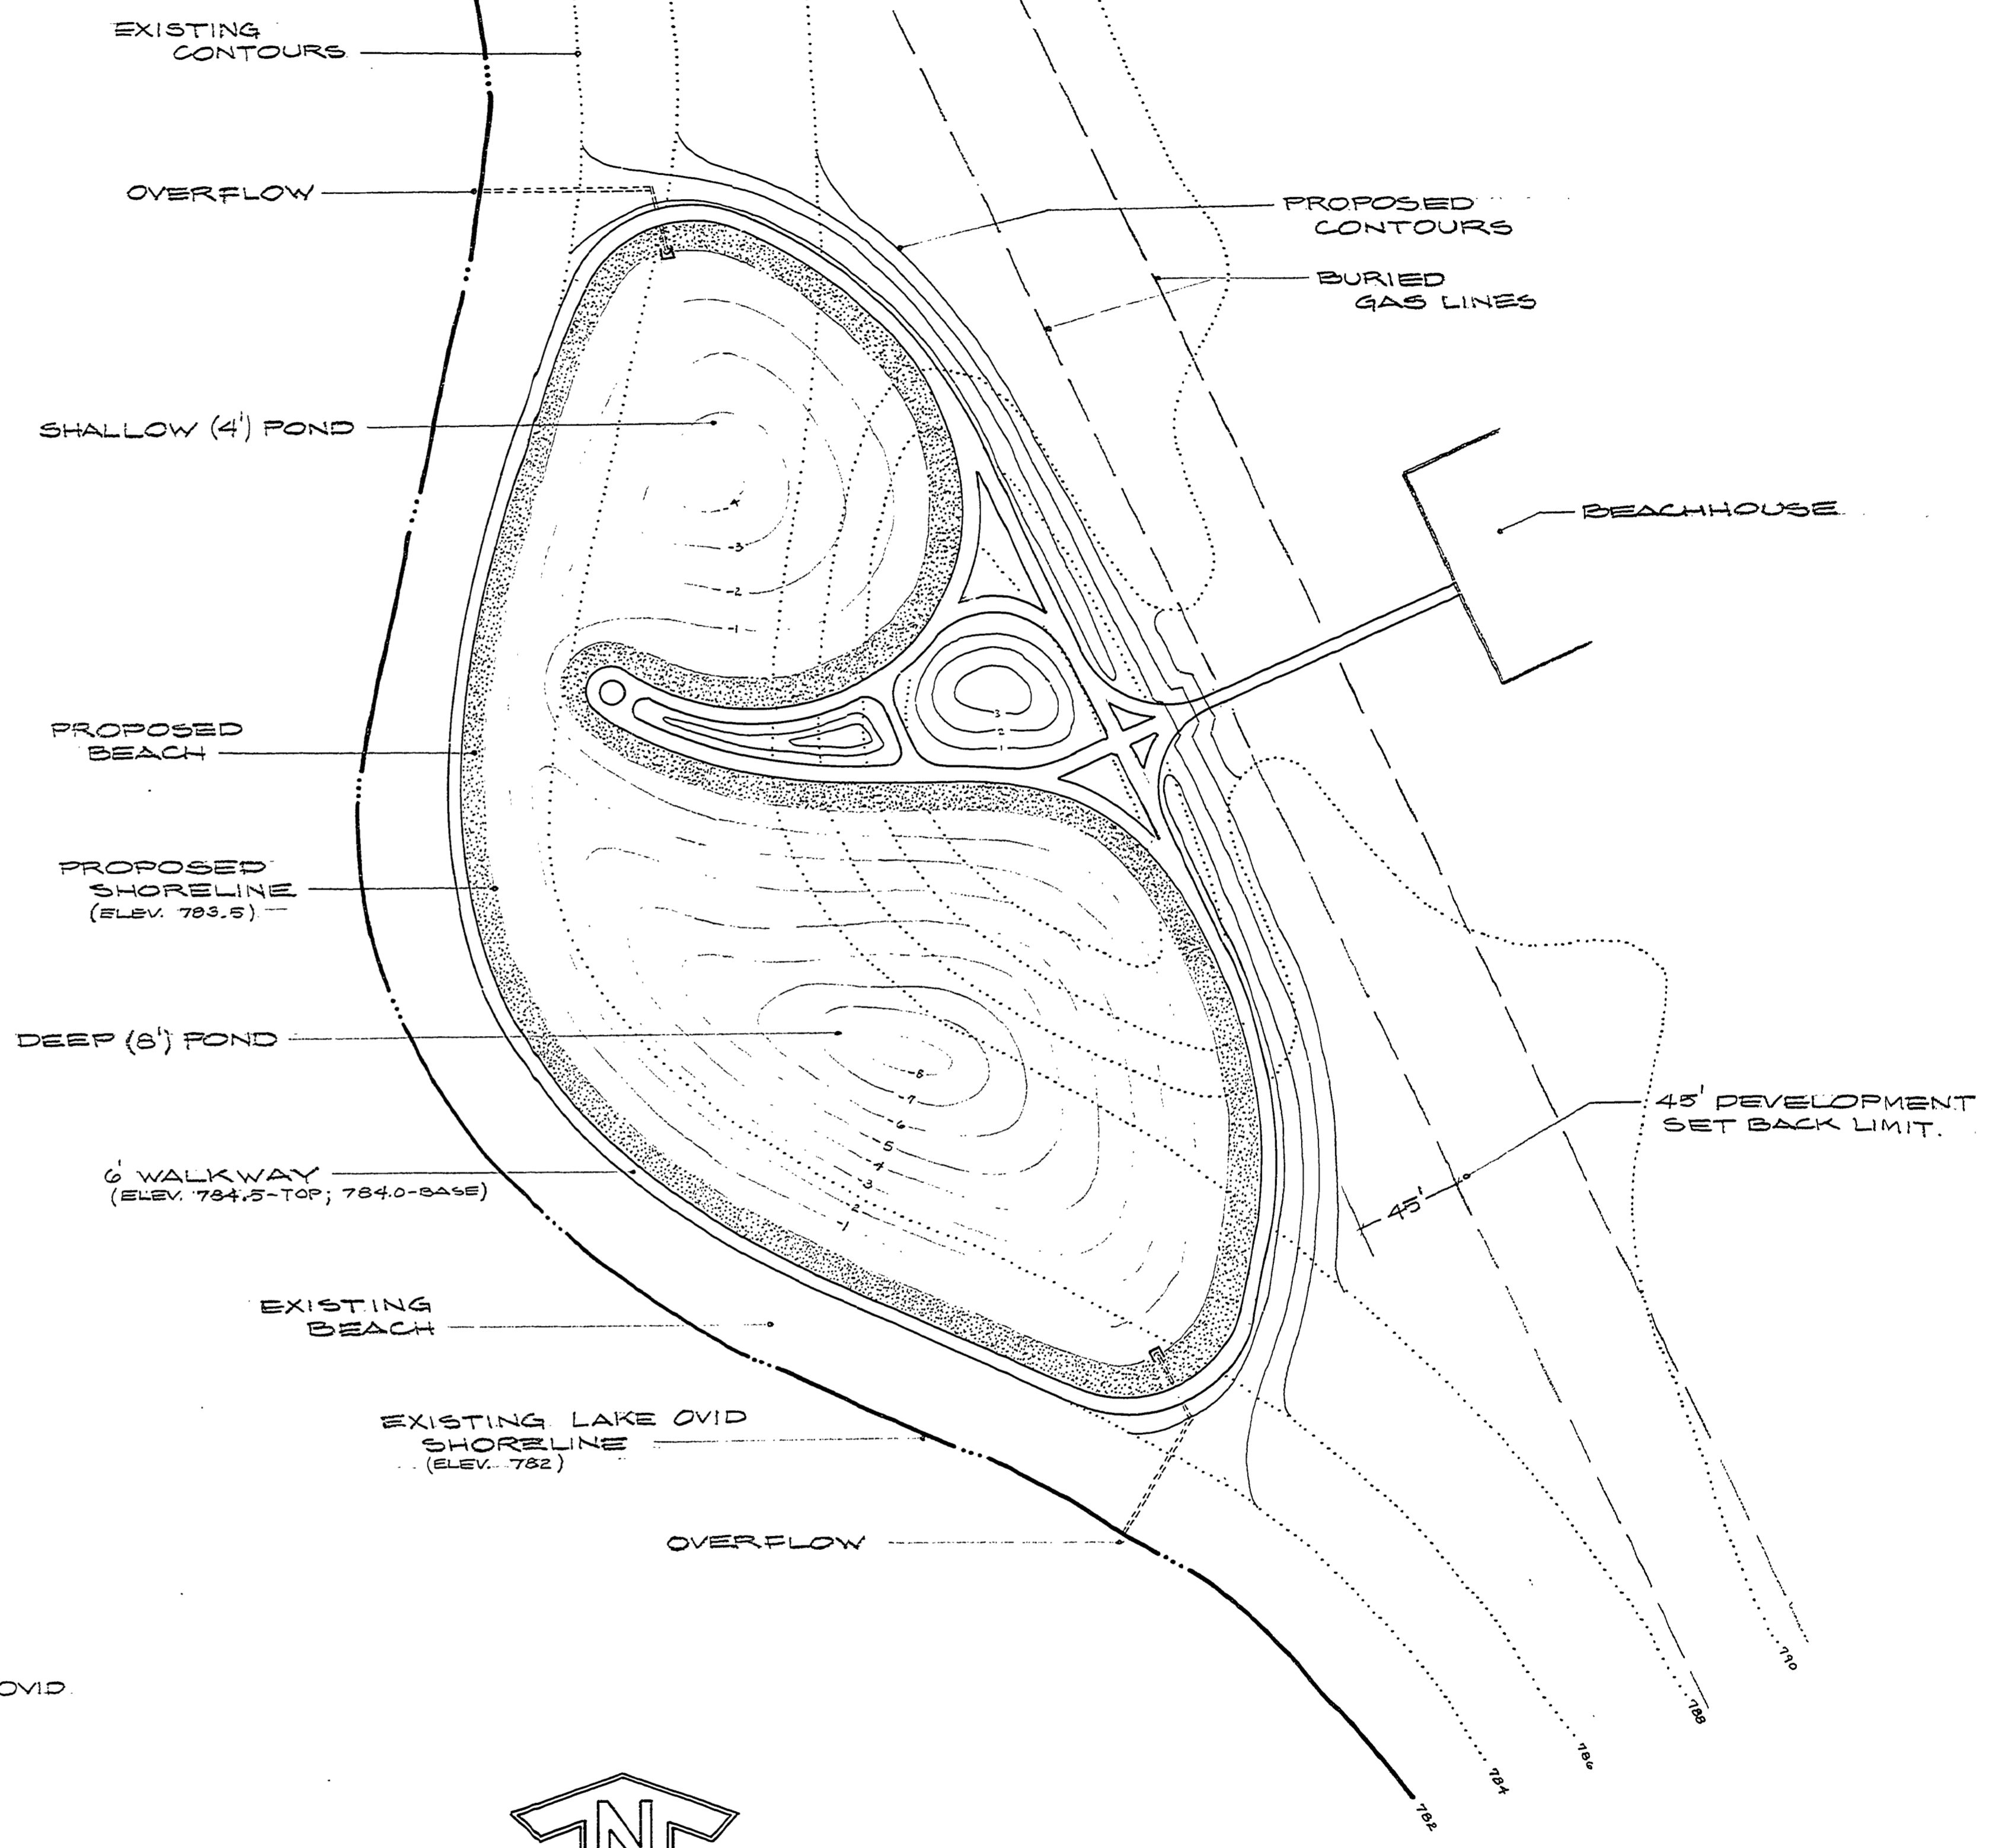 EXISTING
CONTOURS
OVERFLOW
PROPOSED
CONTOURS
BURIED
GAS LINES
SHALLOW (4') POND
BEACHHOUSE
-3
-2
-1
3
2
1
PROPOSED
BEACH
PROPOSED
SHORELINE
(ELEV. 783.5)
DEEP (8') POND
-8
-7
-6
-5
-4
-3
-2
-1
45' DEVELOPMENT
SET BACK LIMIT.
45'
6' WALKWAY
(ELEV. 784.5-TOP; 784.0-BASE)
EXISTING
BEACH
EXISTING LAKE OVID
SHORELINE
(ELEV. 782)
OVERFLOW
790
OVID
788
786
784
782
N